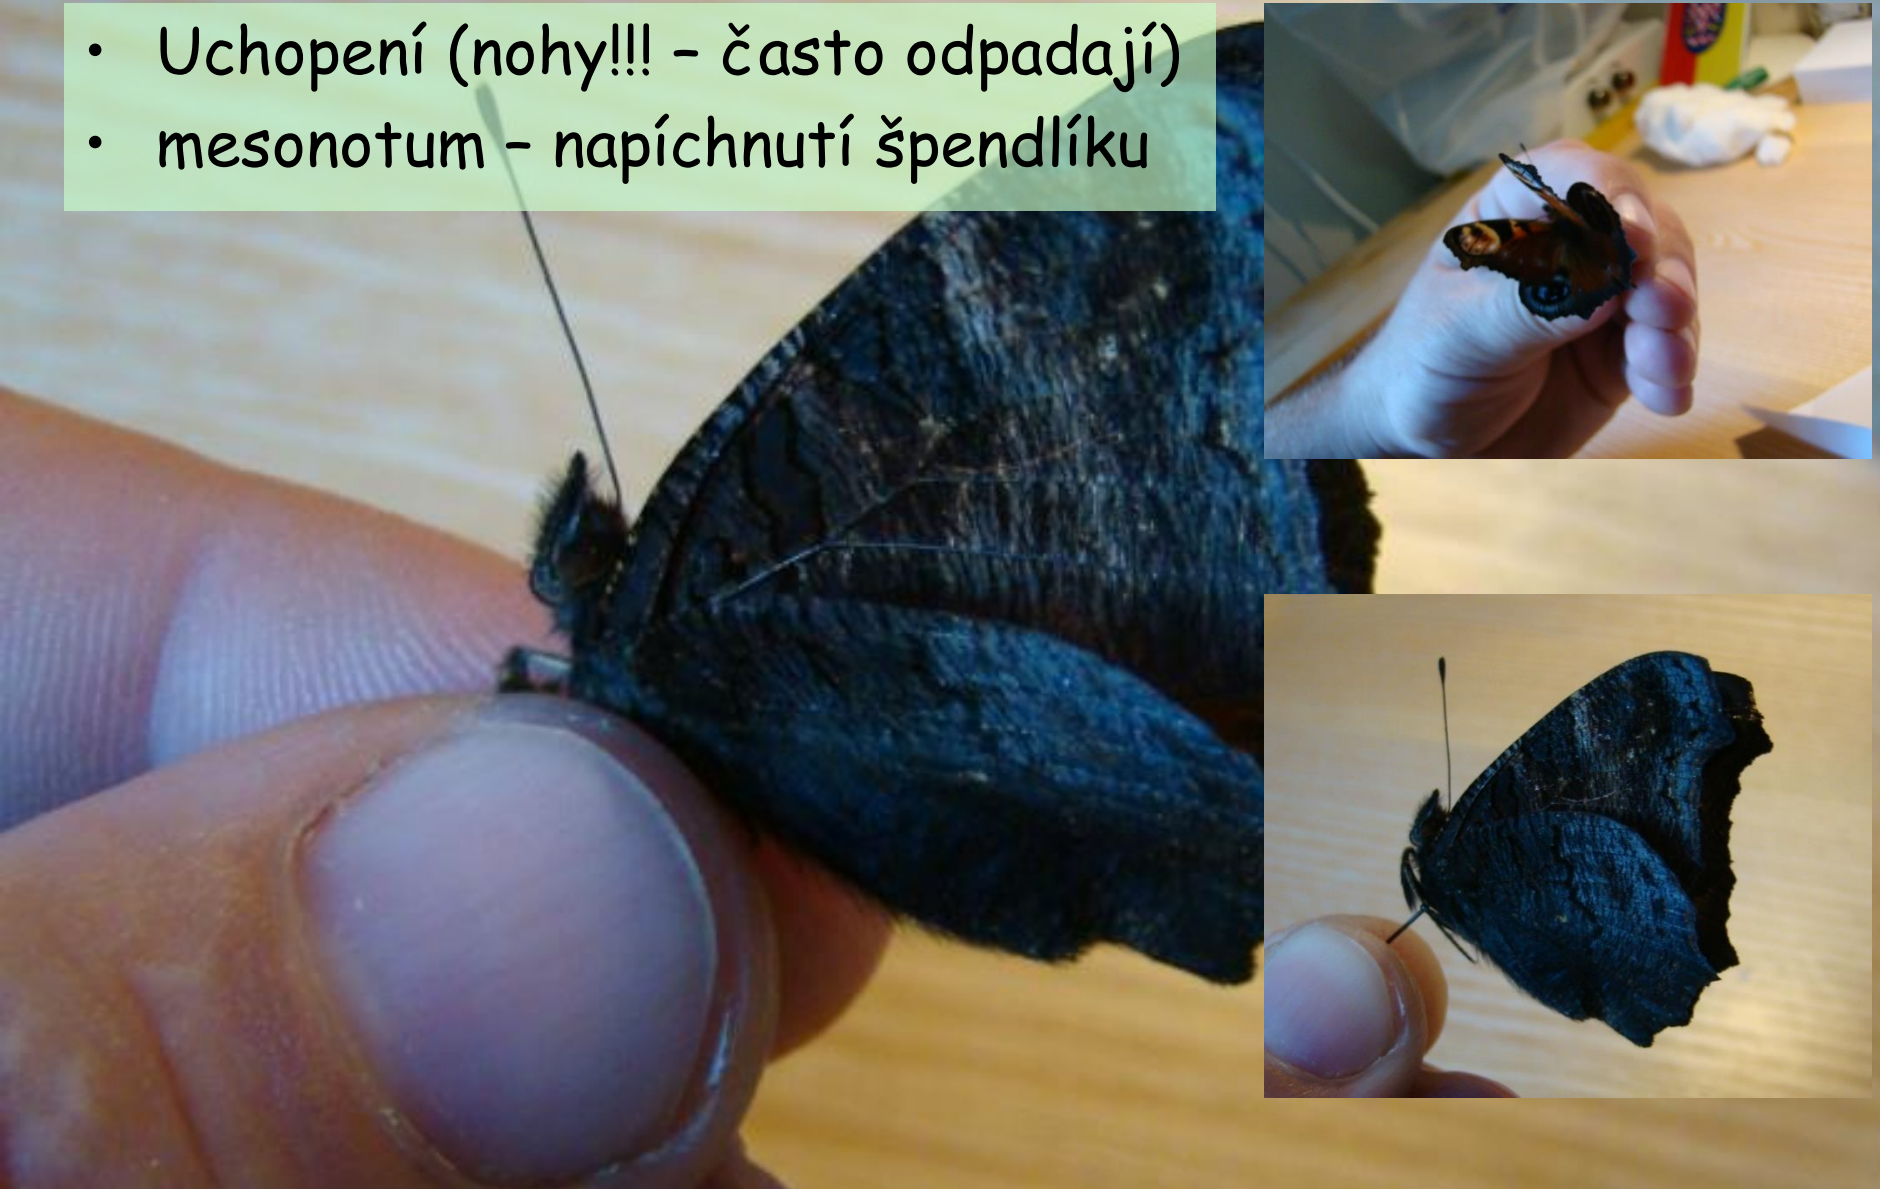 • Uchopení (nohy!!! – často odpadají)
• mesonotum – napíchnutí špendlíku